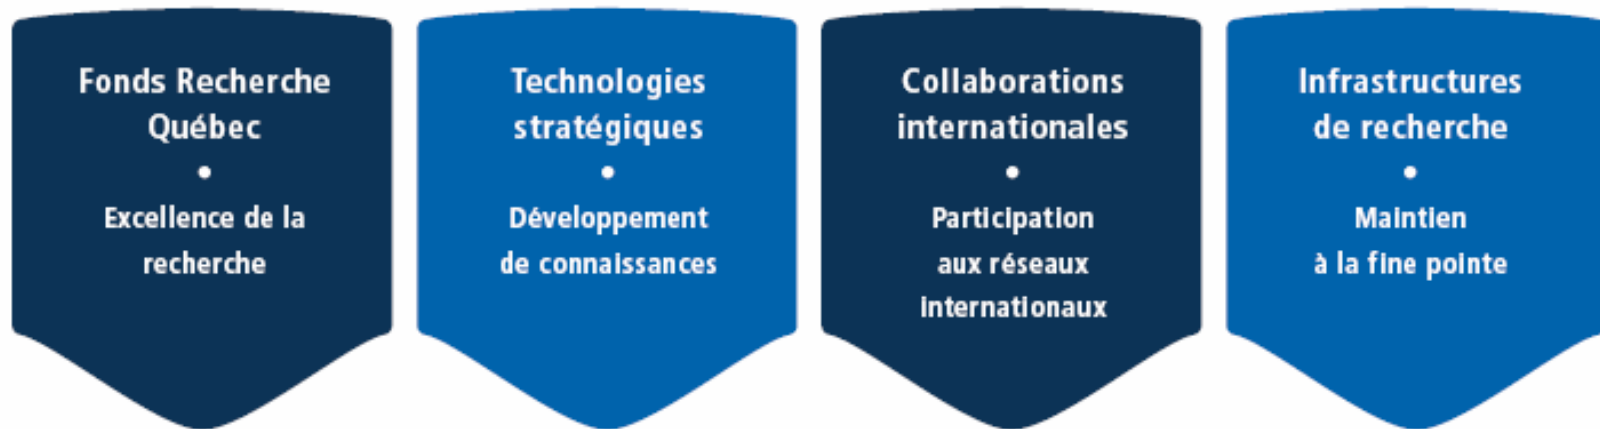 Fonds Recherche
Québec
•
Excellence de la
recherche
Technologies
stratégiques
•
Développement
de connaissances
Collaborations
internationales
•
Participation
aux réseaux
internationaux
Infrastructures
de recherche
•
Maintien
à la fine pointe